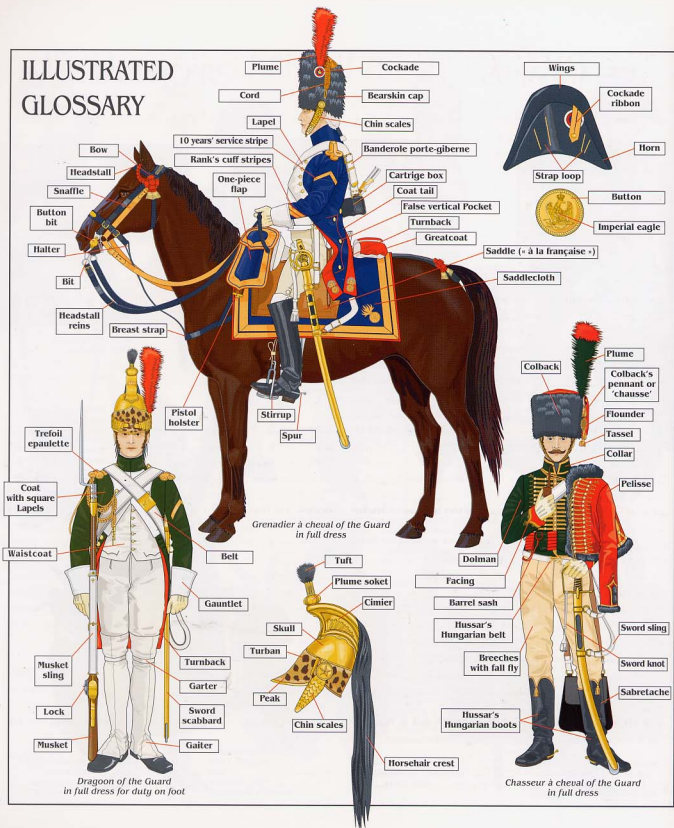 ILLUSTRATED
GLOSSARY
Plume
Cockade
Cord
Bearskin cap
Lapel
Chin scales
10 years' service stripe
Banderole porte-giberne
Rank's cuff stripes
Bow
Headstall
One-piece
flap
Cartrige box
Snaffle
Coat tail
False vertical Pocket
Button
bit
Turnback
Greatcoat
Halter
Saddle (« à la française »)
Bit
Saddlecloth
Headstall
reins
Breast strap
Pistol
holster
Stirrup
Spur
Grenadier à cheval of the Guard
in full dress
Wings
Cockade
ribbon
Horn
Strap loop
Button
Imperial eagle
Trefoil
epaulette
Coat
with square
Lapels
Waistcoat
Belt
Gauntlet
Musket
sling
Turnback
Garter
Lock
Sword
scabbard
Musket
Gaiter
Dragoon of the Guard
in full dress for duty on foot
Tuft
Plume soket
Cimier
Skull
Turban
Peak
Chin scales
Horsehair crest
Plume
Colback
Colback's
pennant or
'chausse'
Flounder
Tassel
Collar
Pelisse
Dolman
Facing
Barrel sash
Hussar's
Hungarian belt
Sword sling
Breeches
with fall fly
Sword knot
Sabretache
Hussar's
Hungarian boots
Chasseur à cheval of the Guard
in full dress